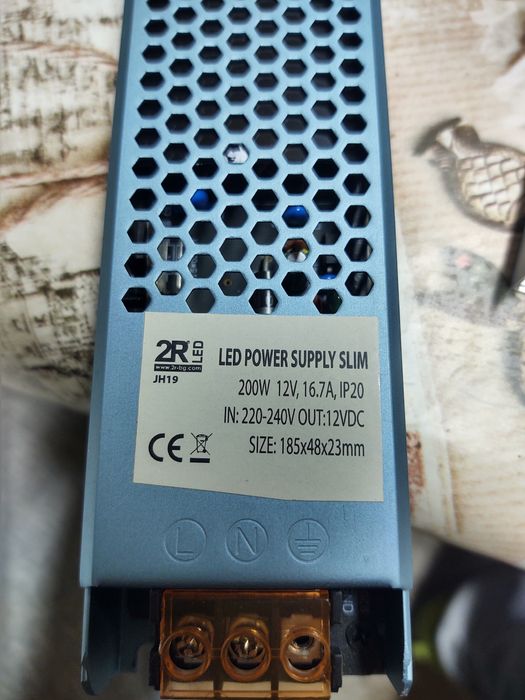 2R LED
www.2r-bg.com
JH19
LED POWER SUPPLY SLIM
200W 12V, 16.7A, IP20
IN: 220-240V OUT:12VDC
SIZE: 185x48x23mm
CE
L N